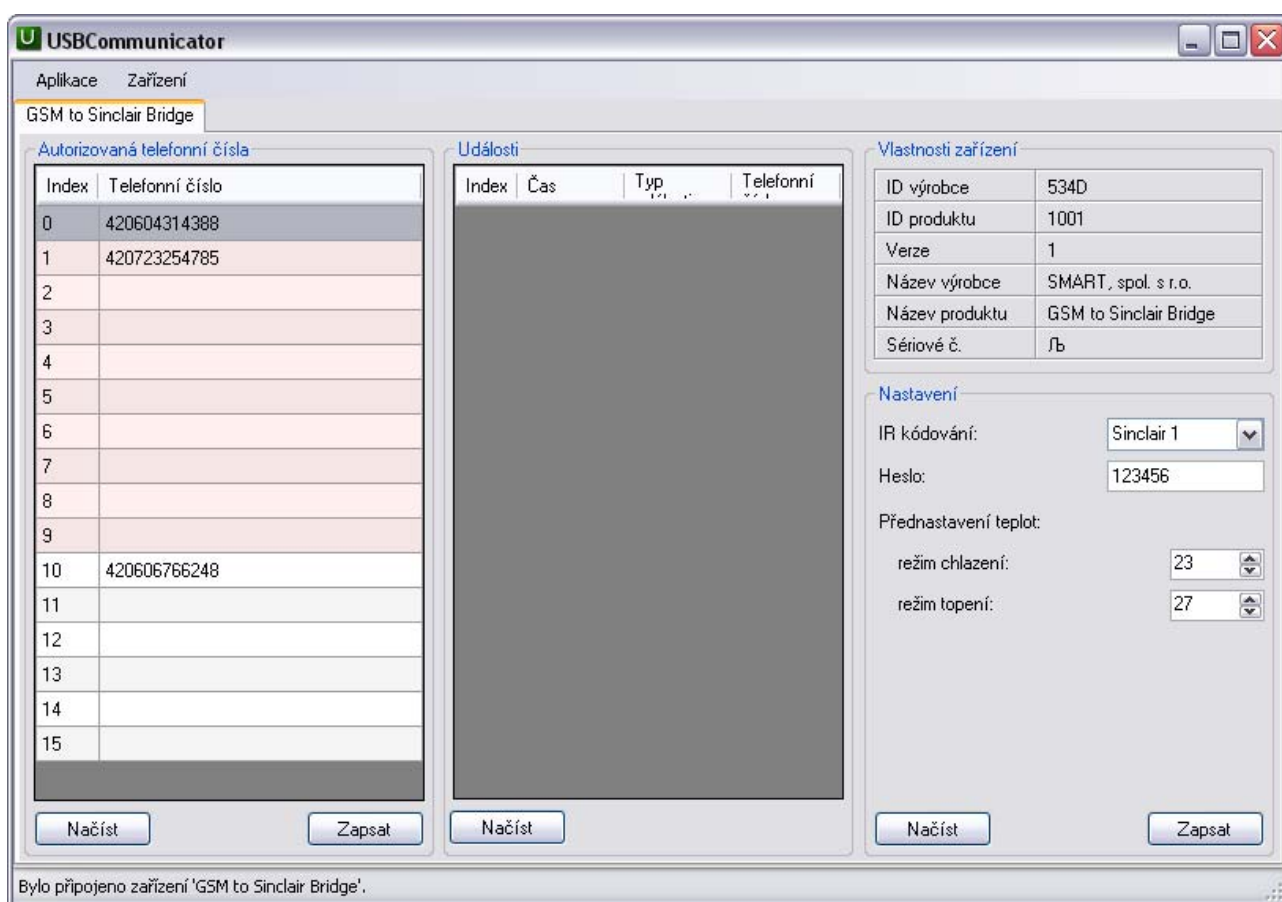 USBCommunicator
Aplikace Zařízení
GSM to Sinclair Bridge
Autorizovaná telefonní čísla
Index Telefonní číslo
0 420604314388
1 420723254785
2
3
4
5
6
7
8
9
10 420606766248
11
12
13
14
15
Načíst Zapsat
Události
Index Čas Typ Telefonní
Načíst
Vlastnosti zařízení
ID výrobce 534D
ID produktu 1001
Verze 1
Název výrobce SMART, spol. s r.o.
Název produktu GSM to Sinclair Bridge
Sériové č. Љ
Nastavení
IR kódování: Sinclair 1
Heslo: 123456
Přednastavení teplot:
režim chlazení: 23
režim topení: 27
Načíst Zapsat
Bylo připojeno zařízení 'GSM to Sinclair Bridge'.